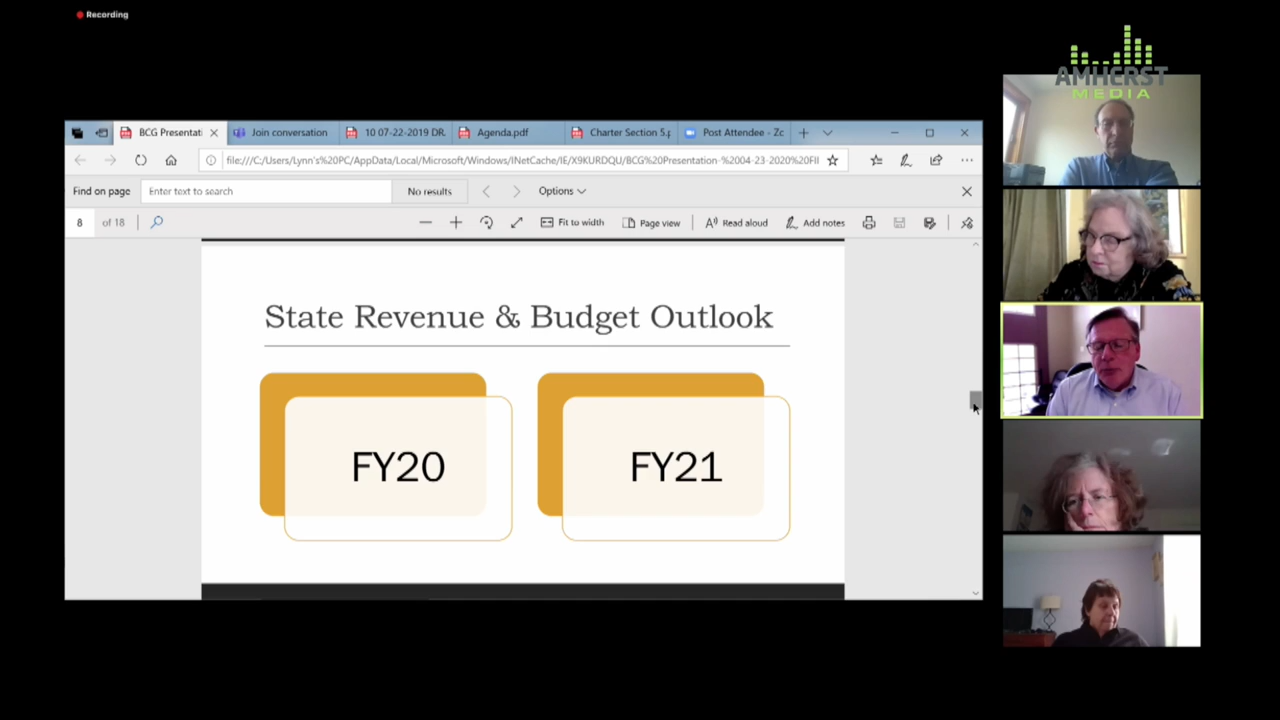 Recording
AMHERST
MEDIA
BCG Presentati
Join conversation
10 07-22-2019 DR.
Agenda.pdf
Charter Section 5.p
Post Attendee - Zc
file:///C:/Users/Lynn's%20PC/AppData/Local/Microsoft/Windows/INetCache/IE/X9KURDQU/BCG%20Presentation-%2004-23-2020%20FII
Find on page
Enter text to search
No results
Options
8 of 18
Fit to width
Page view
Read aloud
Add notes
State Revenue & Budget Outlook
FY20
FY21